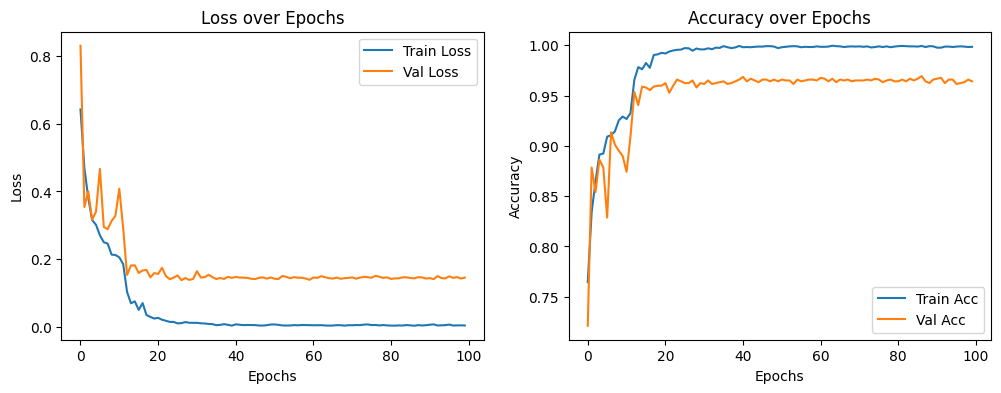 Loss over Epochs
Train Loss
Val Loss
0.8
0.6
0.4
0.2
0.0
Loss
0 20 40 60 80 100
Epochs
Accuracy over Epochs
1.00
0.95
0.90
0.85
0.80
0.75
Accuracy
Train Acc
Val Acc
0 20 40 60 80 100
Epochs